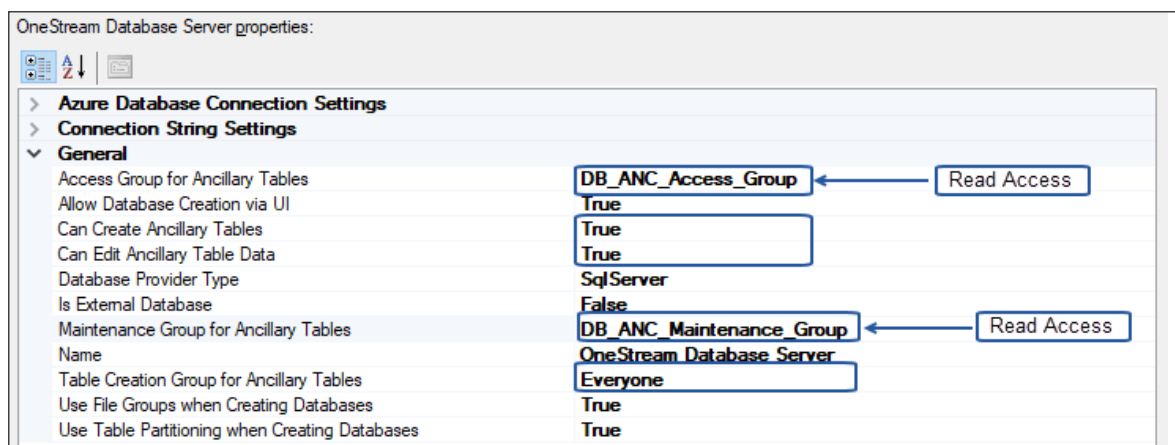 OneStream Database Server properties:
A
Z
Azure Database Connection Settings
Connection String Settings
General
Access Group for Ancillary Tables DB_ANC_Access_Group Read Access
Allow Database Creation via UI True
Can Create Ancillary Tables True
Can Edit Ancillary Table Data True
Database Provider Type SqlServer
Is External Database False
Maintenance Group for Ancillary Tables DB_ANC_Maintenance_Group Read Access
Name OneStream Database Server
Table Creation Group for Ancillary Tables Everyone
Use File Groups when Creating Databases True
Use Table Partitioning when Creating Databases True